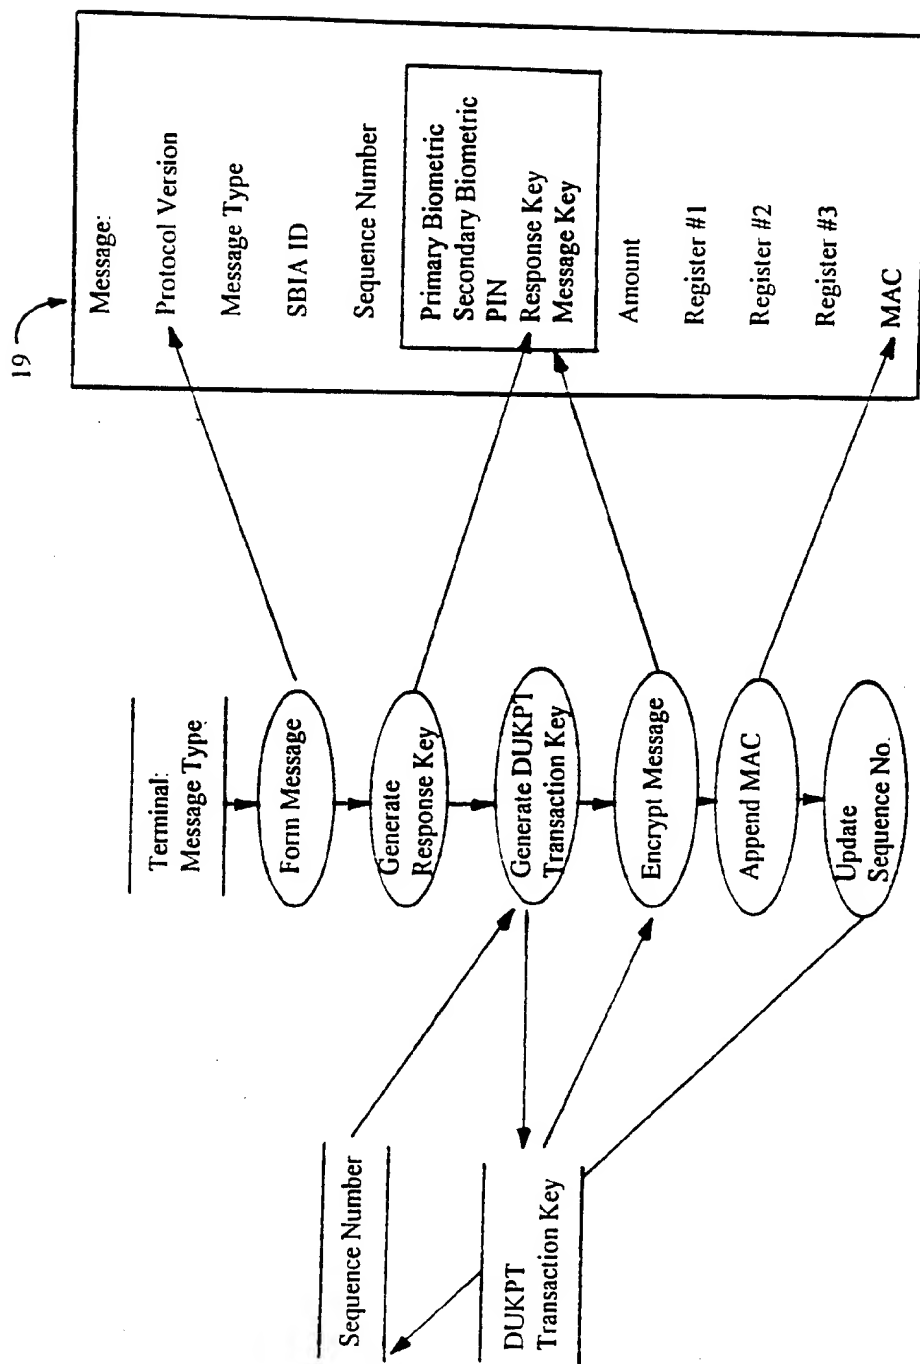 19
Message:
Protocol Version
Message Type
SBIA ID
Sequence Number
Primary Biometric
Secondary Biometric
PIN
Response Key
Message Key
Amount
Register #1
Register #2
Register #3
MAC
Terminal:
Message Type
Form Message
Generate
Response Key
Generate DUKPT
Transaction Key
Encrypt Message
Append MAC
Update
Sequence No.
Sequence Number
DUKPT
Transaction Key